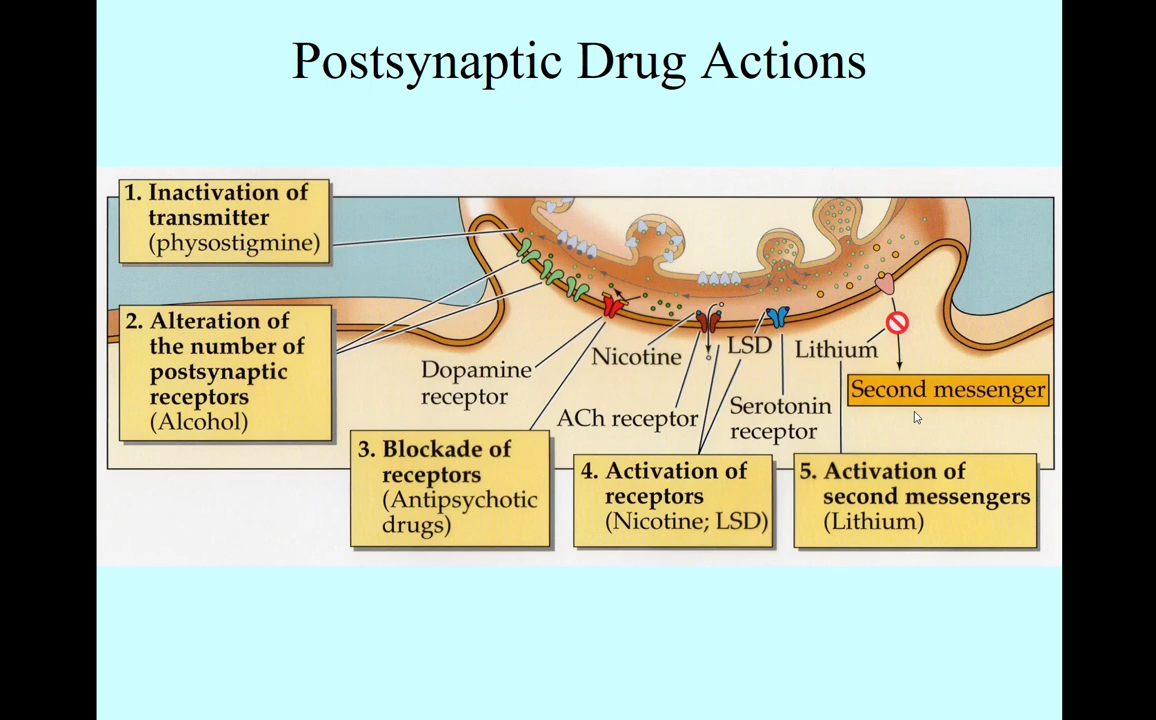 Postsynaptic Drug Actions
1. Inactivation of
transmitter
(physostigmine)
2. Alteration of
the number of
postsynaptic
receptors
(Alcohol)
Dopamine
receptor
Nicotine
ACh receptor
LSD
Serotonin
receptor
Lithium
Second messenger
3. Blockade of
receptors
(Antipsychotic
drugs)
4. Activation of
receptors
(Nicotine; LSD)
5. Activation of
second messengers
(Lithium)